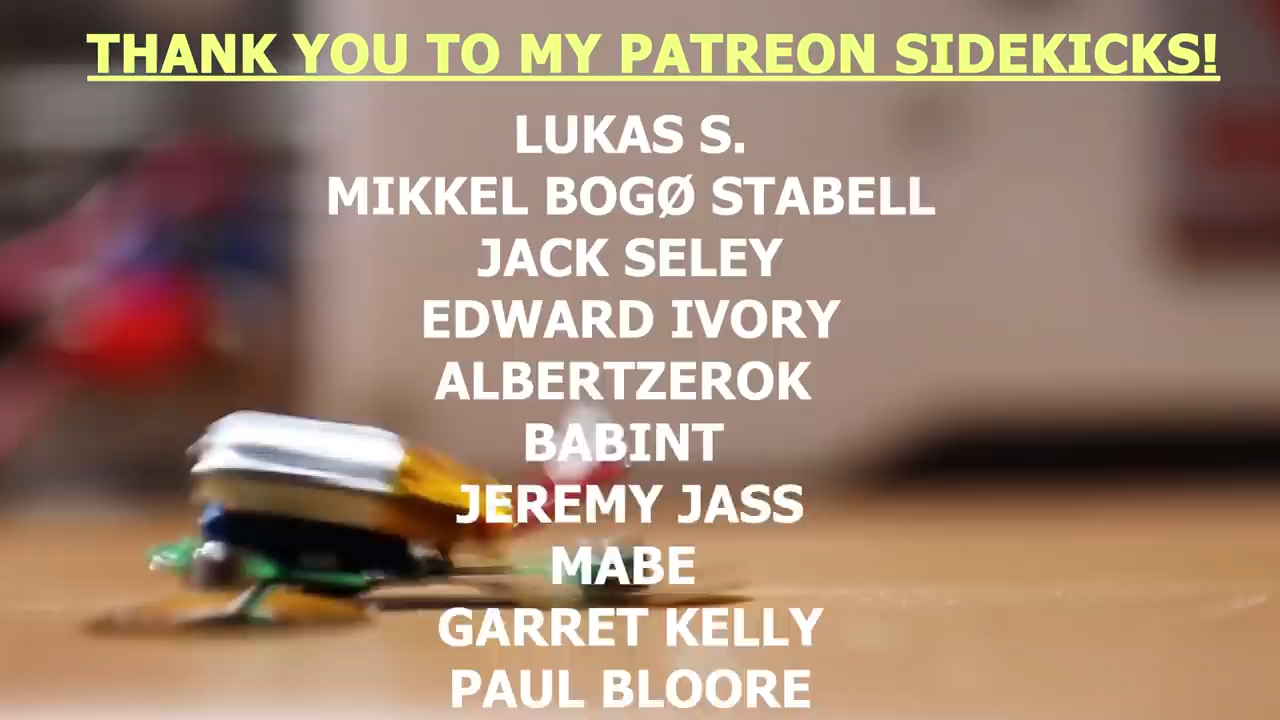 THANK YOU TO MY PATREON SIDEKICKS!
LUKAS S.
MIKKEL BOGØ STABELL
JACK SELEY
EDWARD IVORY
ALBERTZEROK
BABINT
JEREMY JASS
MABE
GARRET KELLY
PAUL BLOORE